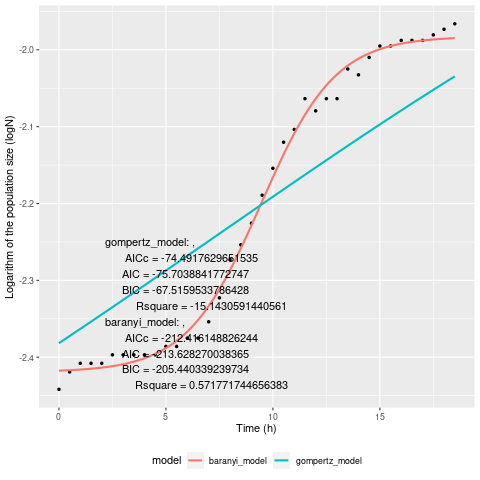 -2.0
-2.1
-2.2
-2.3
-2.4
Logarithm of the population size (logN)
gompertz_model: ,
AICc = -74.4917629651535
AIC = -75.7038841772747
BIC = -67.5159533786428
Rsquare = -15.1430591440561
baranyi_model: ,
AICc = -212.416148826244
AIC = -213.628270038365
BIC = -205.440339239734
Rsquare = 0.571771744656383
0 5 10 15
Time (h)
model baranyi_model gompertz_model